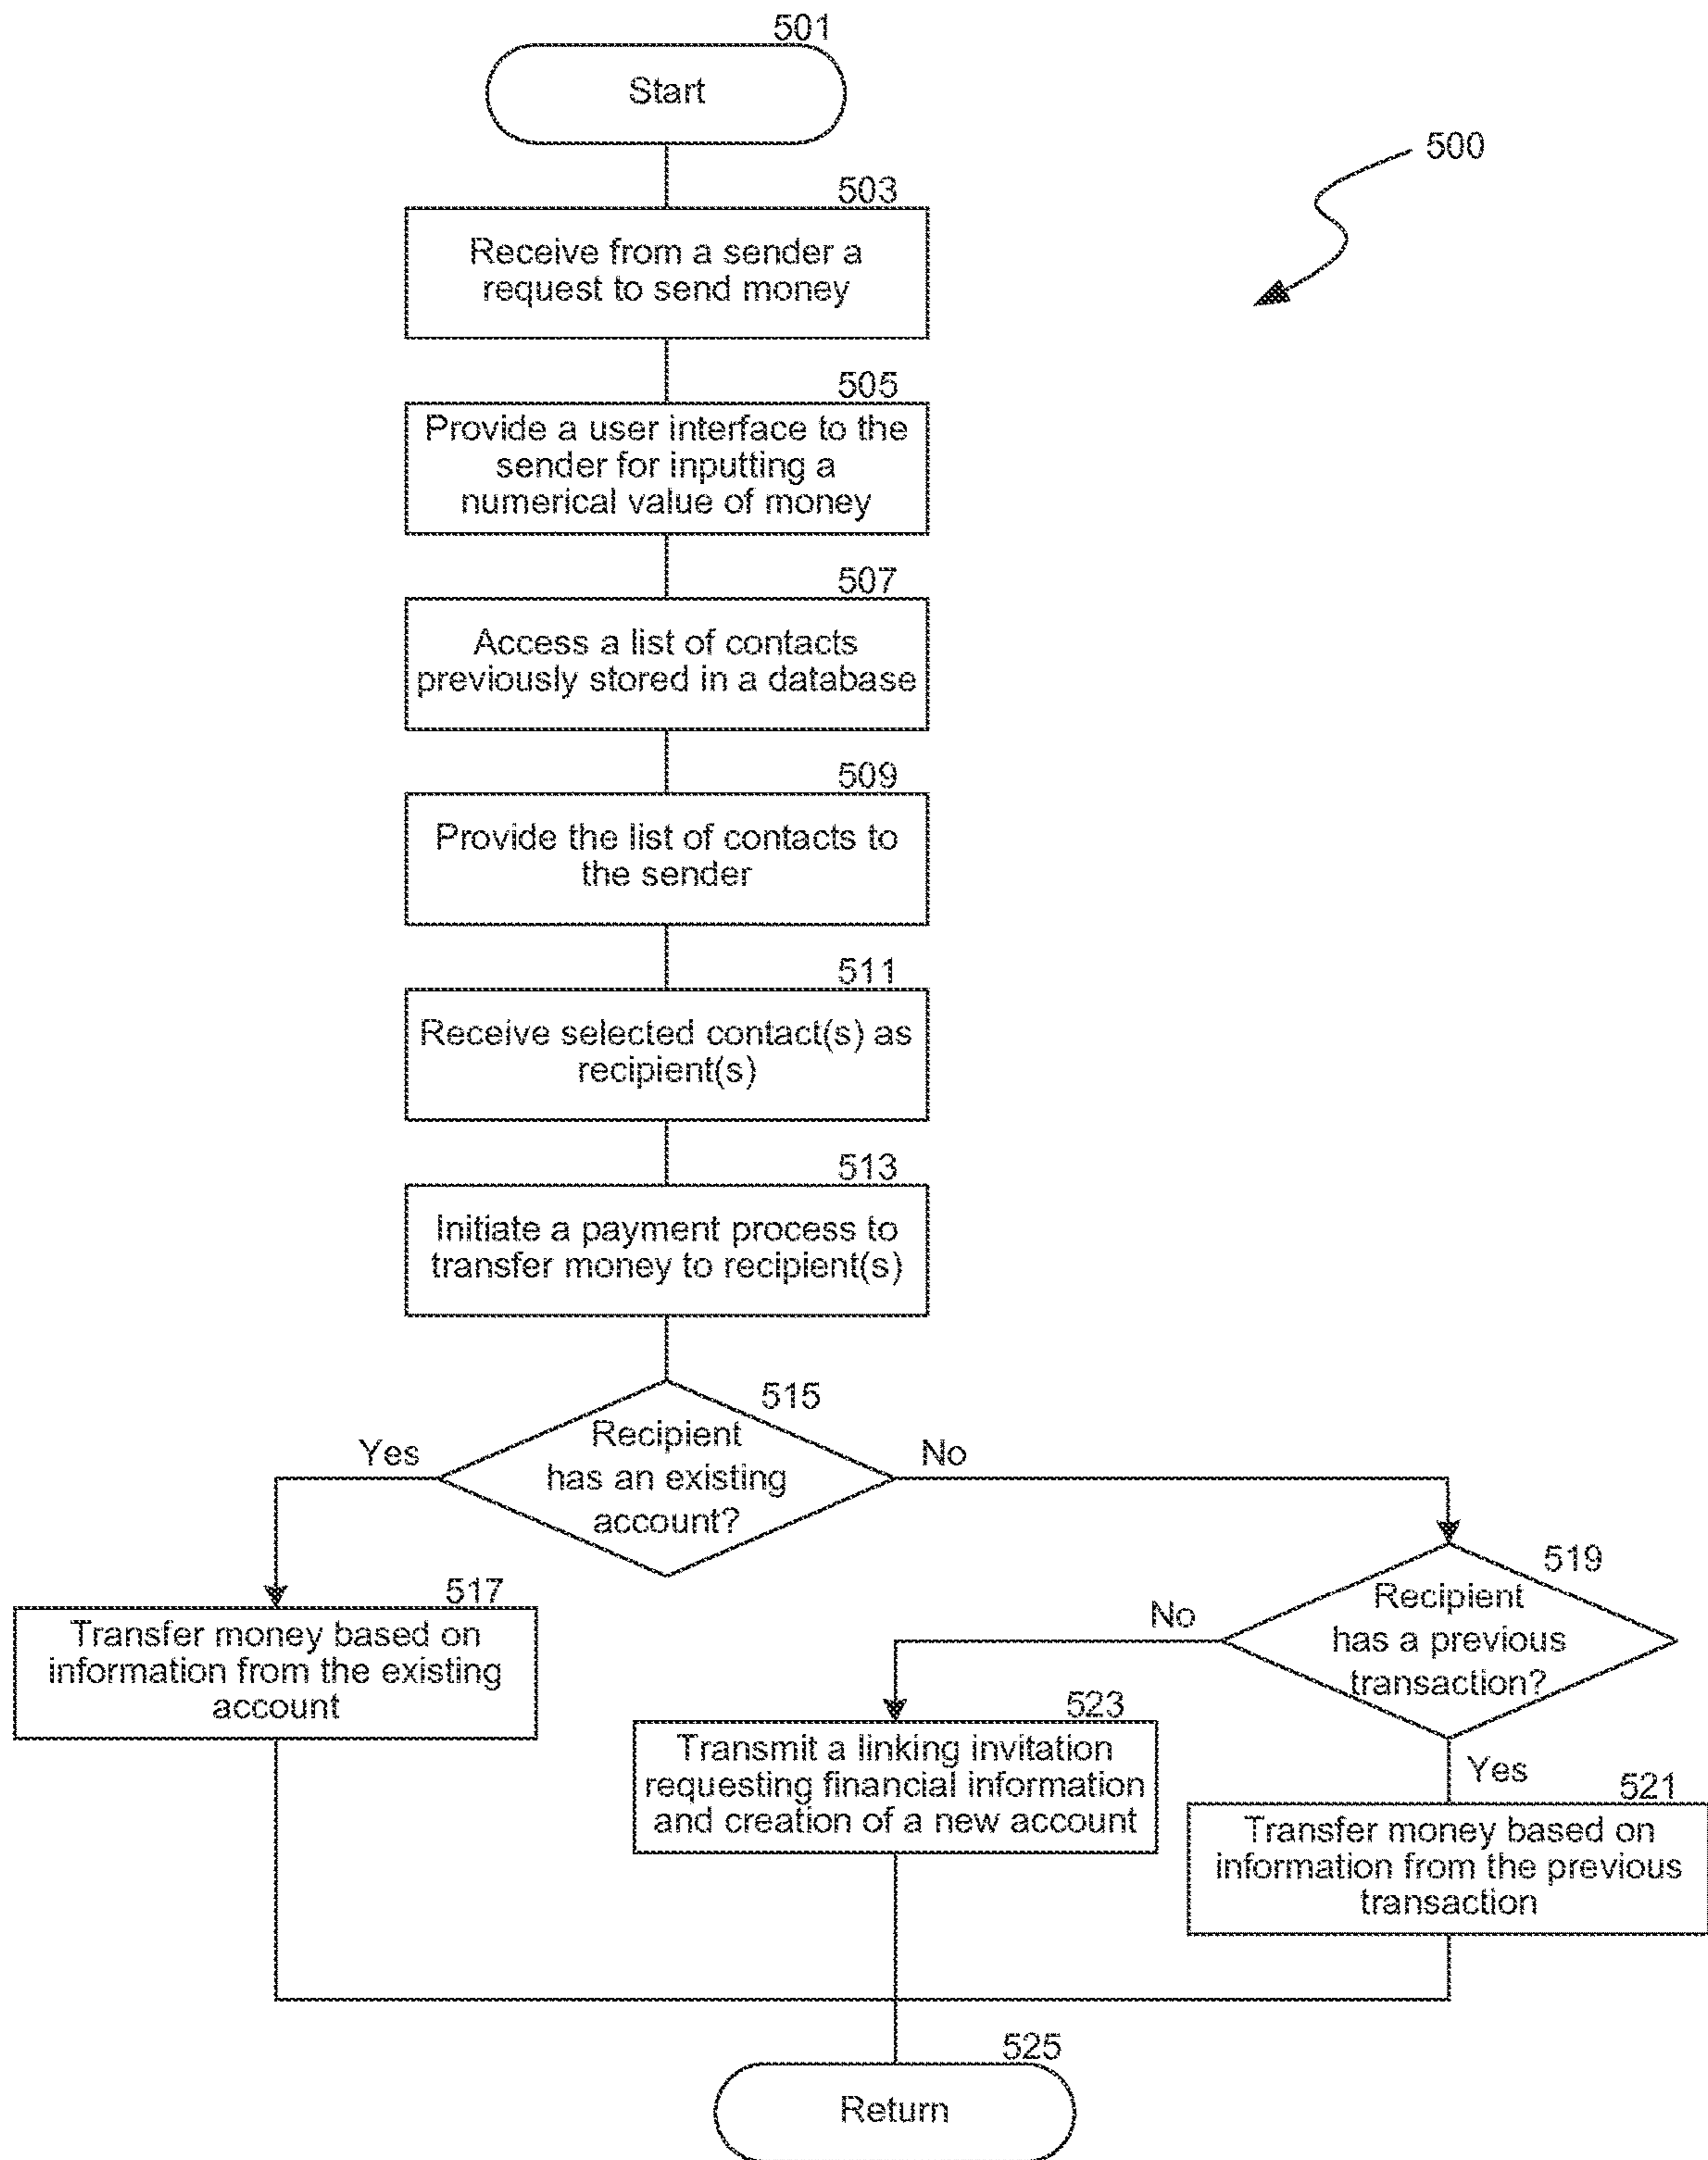 501
Start
500
503
Receive from a sender a
request to send money
505
Provide a user interface to the
sender for inputting a
numerical value of money
507
Access a list of contacts
previously stored in a database
509
Provide the list of contacts to
the sender
511
Receive selected contact(s) as
recipient(s)
513
Initiate a payment process to
transfer money to recipient(s)
515
Recipient
has an existing
account?
Yes
No
517
Transfer money based on
information from the existing
account
519
Recipient
has a previous
transaction?
No
Yes
523
Transmit a linking invitation
requesting financial information
and creation of a new account
521
Transfer money based on
information from the previous
transaction
525
Return